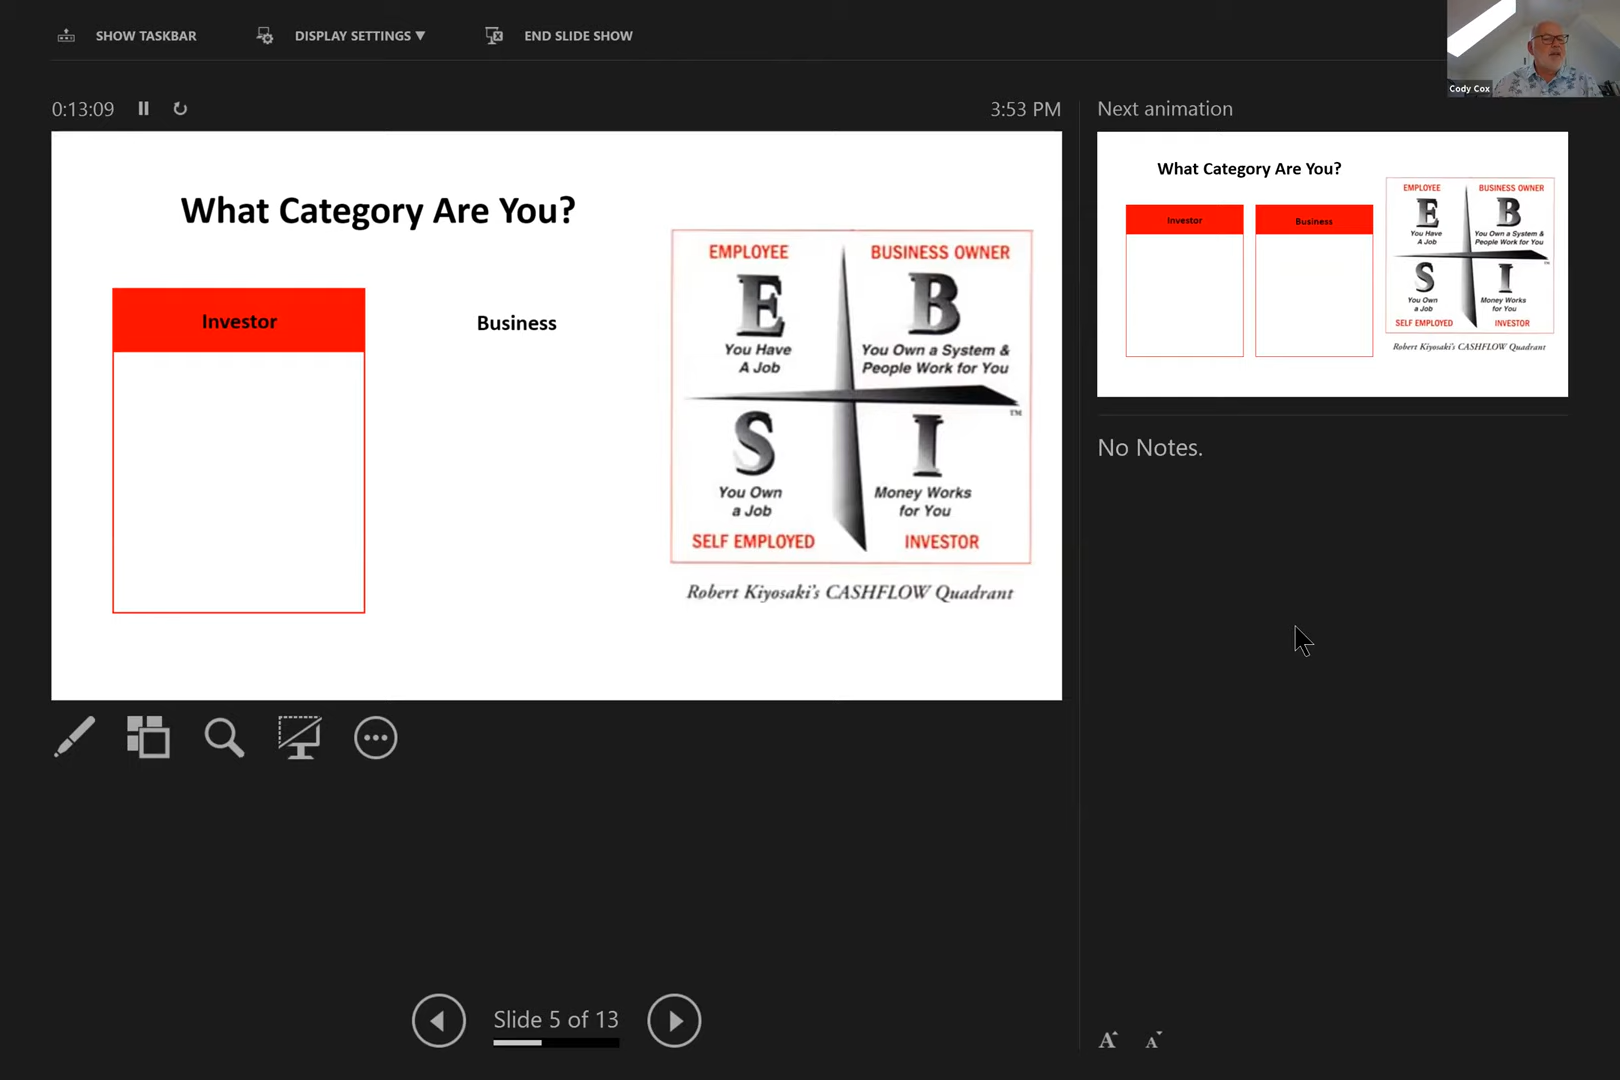 SHOW TASKBAR
DISPLAY SETTINGS ▼
END SLIDE SHOW
Cody Cox
0:13:09
3:53 PM
What Category Are You?
Investor
Business
EMPLOYEE
BUSINESS OWNER
E
B
You Have
A Job
You Own a System &
People Work for You
TM
S
I
You Own
a Job
Money Works
for You
SELF EMPLOYED
INVESTOR
Robert Kiyosaki's CASHFLOW Quadrant
Next animation
What Category Are You?
Investor
Business
EMPLOYEE
BUSINESS OWNER
E
B
You Have
A Job
You Own a System &
People Work for You
TM
S
I
You Own
a Job
Money Works
for You
SELF EMPLOYED
INVESTOR
Robert Kiyosaki's CASHFLOW Quadrant
No Notes.
Slide 5 of 13
A
A